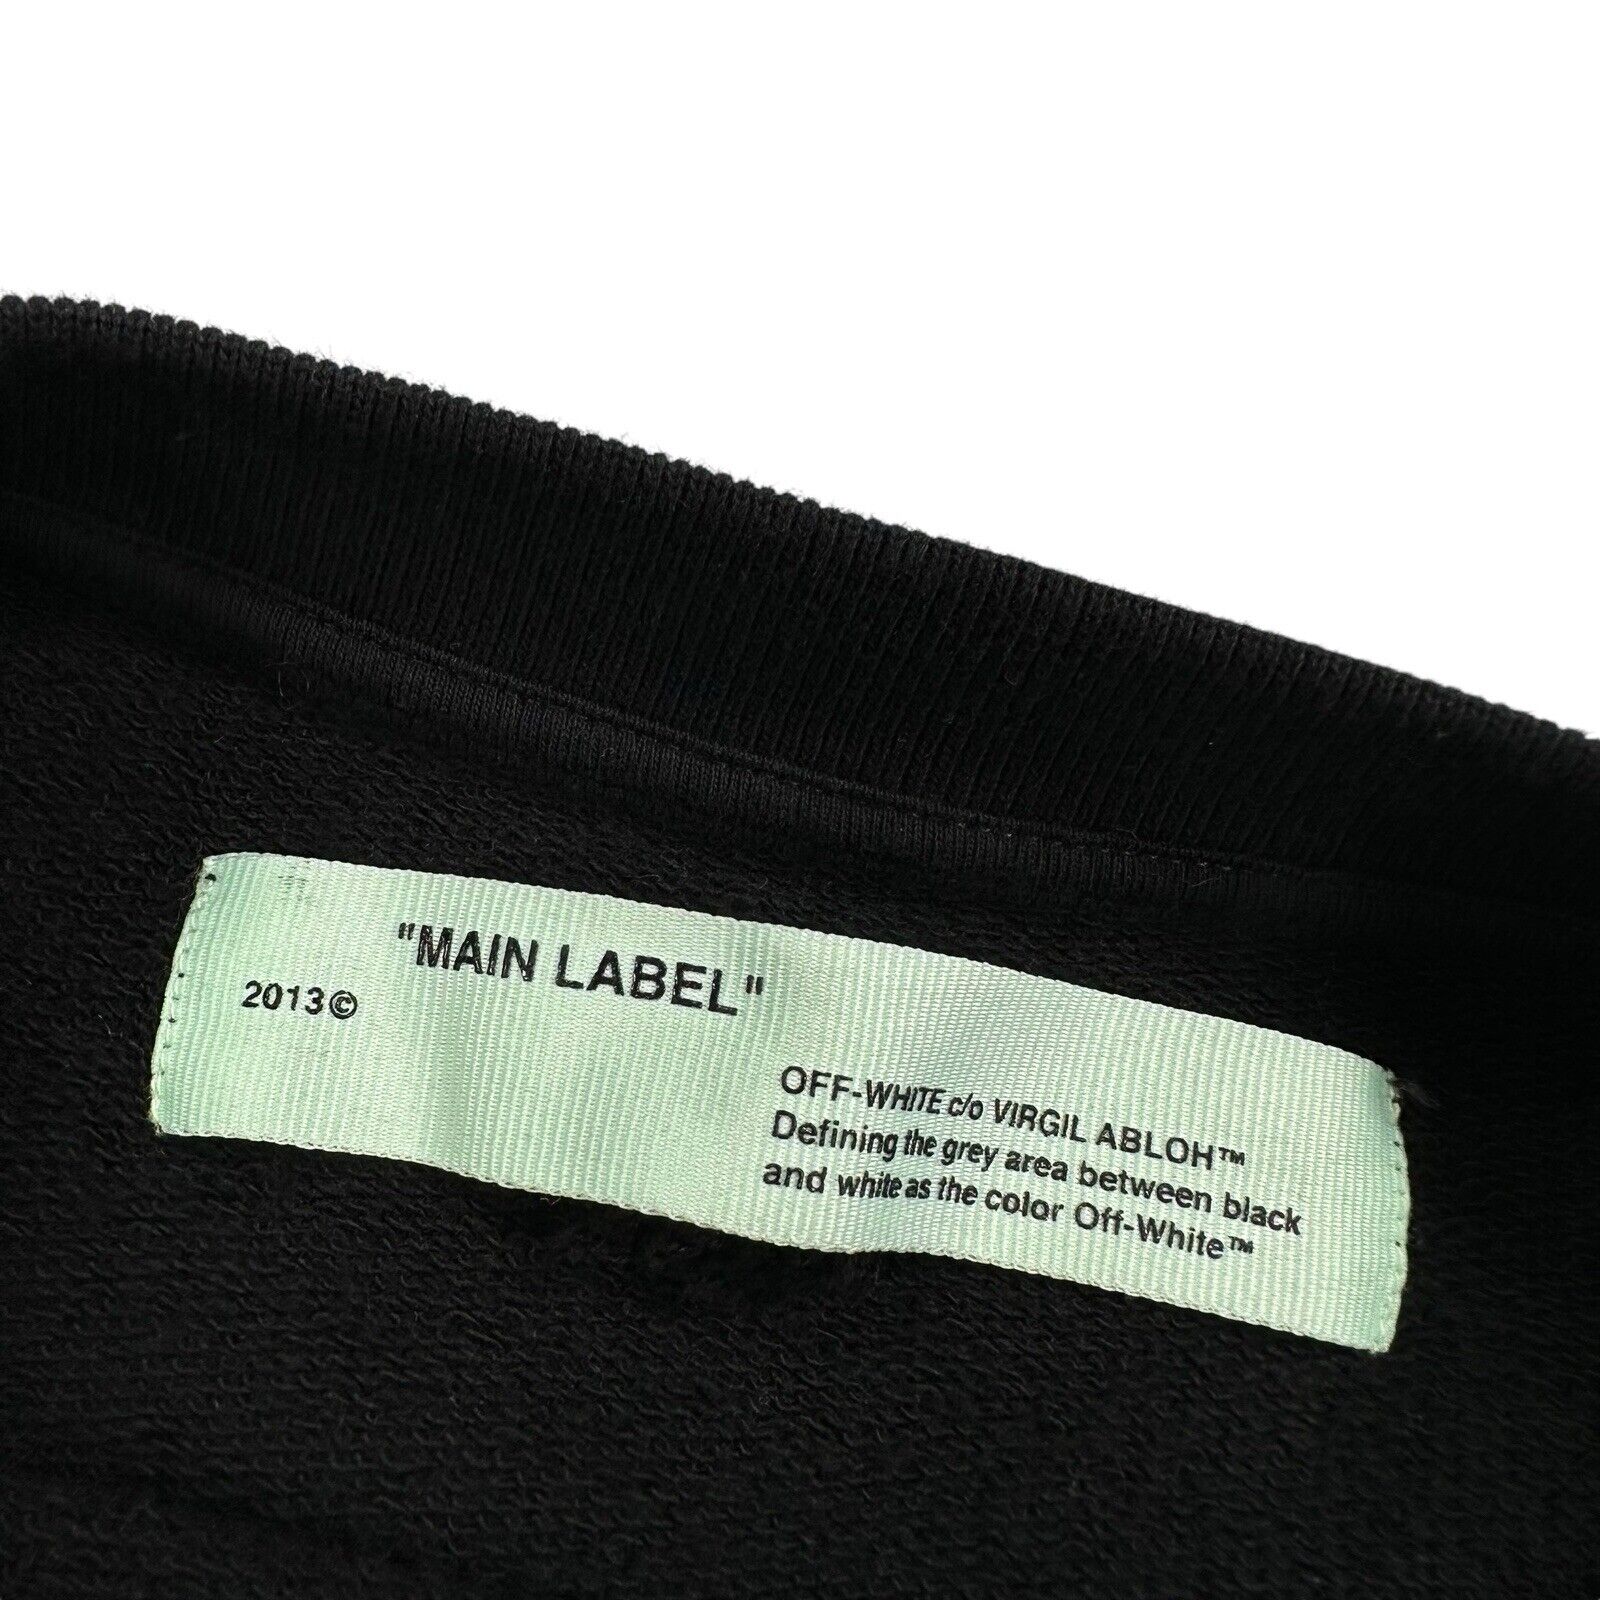 "MAIN LABEL"
2013©
OFF-WHITE c/o VIRGIL ABLOH™
Defining the grey area between black
and white as the color Off-White™